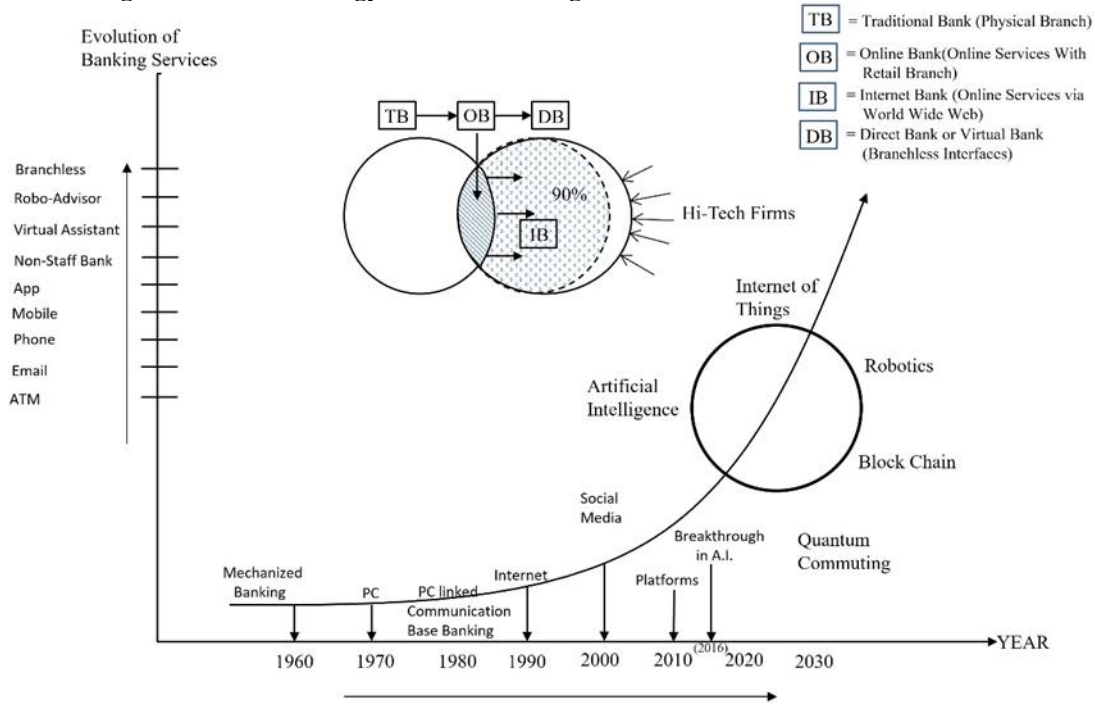 Evolution of
Banking Services
TB = Traditional Bank (Physical Branch)
OB = Online Bank(Online Services With
Retail Branch)
IB = Internet Bank (Online Services via
World Wide Web)
DB = Direct Bank or Virtual Bank
(Branchless Interfaces)
TB OB DB
90%
IB
Hi-Tech Firms
Branchless
Robo-Advisor
Virtual Assistant
Non-Staff Bank
App
Mobile
Phone
Email
ATM
Internet of
Things
Artificial
Intelligence
Robotics
Block Chain
Quantum
Commuting
Social
Media
Breakthrough
in A.I.
Platforms
Internet
Mechanized
Banking
PC
PC linked
Communication
Base Banking
YEAR
1960 1970 1980 1990 2000 2010 (2016) 2020 2030